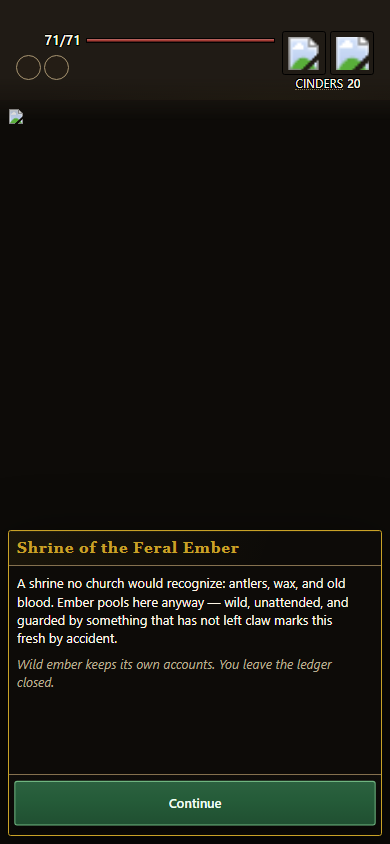 71/71
CINDERS 20
Shrine of the Feral Ember
A shrine no church would recognize: antlers, wax, and old
blood. Ember pools here anyway — wild, unattended, and
guarded by something that has not left claw marks this
fresh by accident.
Wild ember keeps its own accounts. You leave the ledger
closed.
Continue